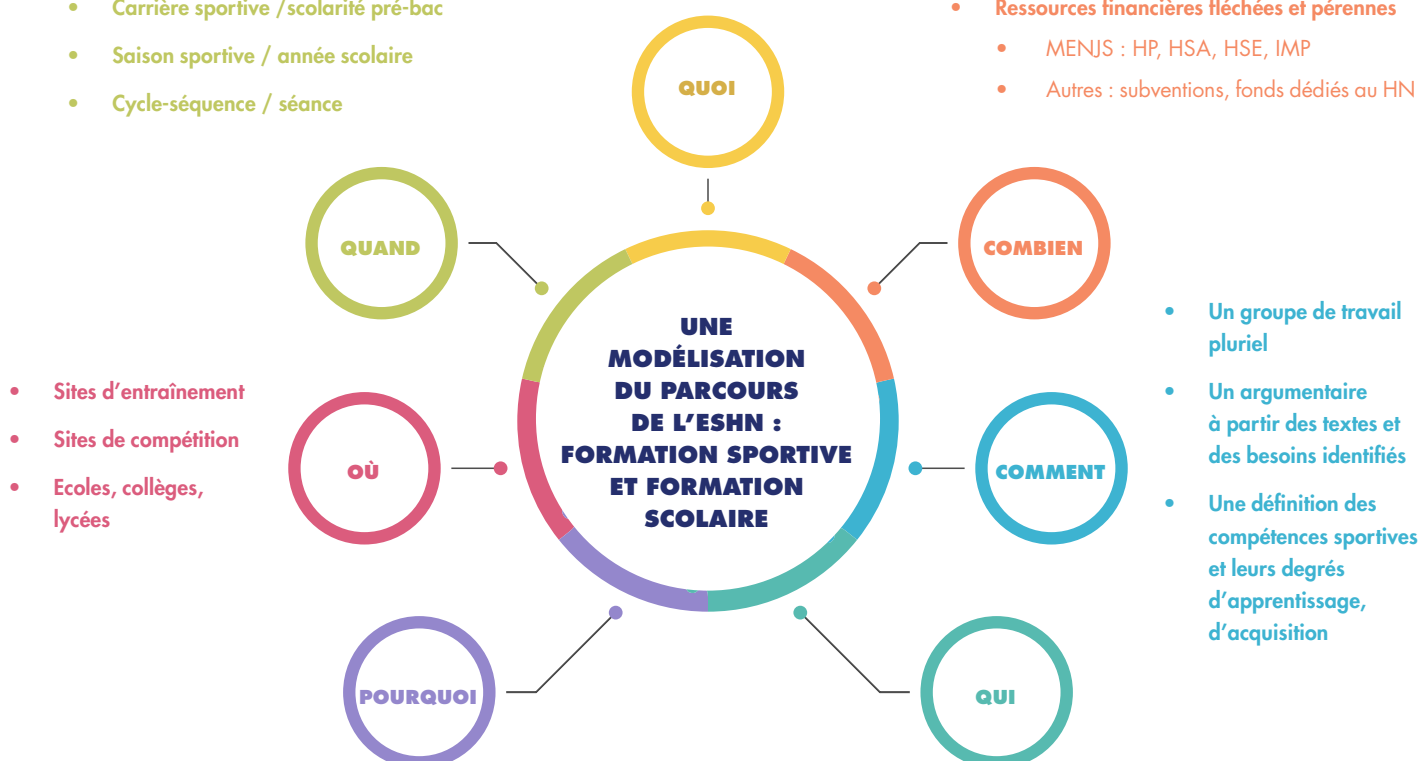 • Carrière sportive /scolarité pré-bac
• Saison sportive / année scolaire
• Cycle-séquence / séance
QUOI
• Ressources financières fléchées et pérennes
• MENJS : HP, HSA, HSE, IMP
• Autres : subventions, fonds dédiés au HN
QUAND
COMBIEN
UNE
MODÉLISATION
DU PARCOURS
DE L’ESHN :
FORMATION SPORTIVE
ET FORMATION
SCOLAIRE
• Sites d’entraînement
• Sites de compétition
• Ecoles, collèges,
lycées
OÙ
COMMENT
• Un groupe de travail
pluriel
• Un argumentaire
à partir des textes et
des besoins identifiés
• Une définition des
compétences sportives
et leurs degrés
d’apprentissage,
d’acquisition
POURQUOI
QUI